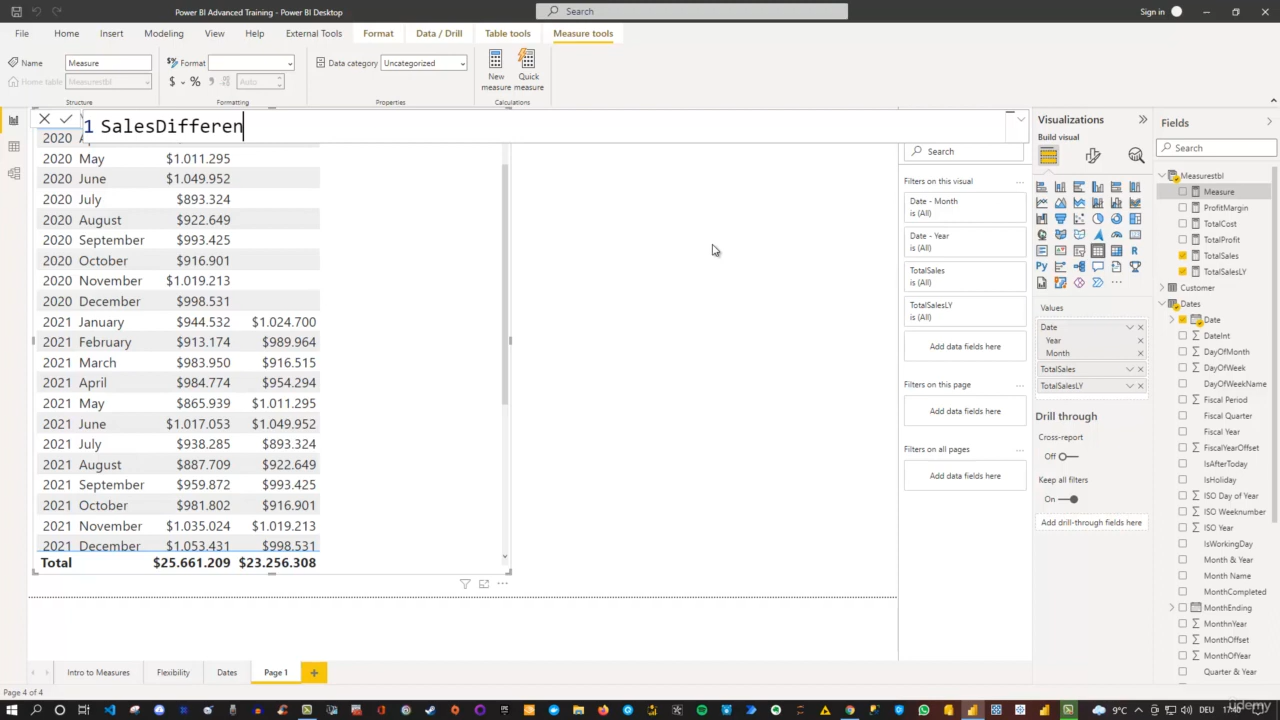 Power BI Advanced Training - Power BI Desktop
Search
Sign in
File
Home
Insert
Modeling
View
Help
External Tools
Format
Data / Drill
Table tools
Measure tools
Name
Measure
Format
Data category
Uncategorized
Home table
Measurestbl
$
%
Auto
New measure
Quick measure
Structure
Formatting
Properties
Calculations
1 SalesDifferen
2020
2020 May $1.011.295
2020 June $1.049.952
2020 July $893.324
2020 August $922.649
2020 September $993.425
2020 October $916.901
2020 November $1.019.213
2020 December $998.531
2021 January $944.532 $1.024.700
2021 February $913.174 $989.964
2021 March $983.950 $916.515
2021 April $984.774 $954.294
2021 May $865.939 $1.011.295
2021 June $1.017.053 $1.049.952
2021 July $938.285 $893.324
2021 August $887.709 $922.649
2021 September $959.872 $993.425
2021 October $981.802 $916.901
2021 November $1.035.024 $1.019.213
2021 December $1.053.431 $998.531
Total $25.661.209 $23.256.308
Search
Filters on this visual
Date - Month
is (All)
Date - Year
is (All)
TotalSales
is (All)
TotalSalesLY
is (All)
Add data fields here
Filters on this page
Add data fields here
Filters on all pages
Add data fields here
Visualizations
Build visual
R
Py
Values
Date
Year
Month
TotalSales
TotalSalesLY
Drill through
Cross-report
Off
Keep all filters
On
Add drill-through fields here
Fields
Search
Measurestbl
Measure
ProfitMargin
TotalCost
TotalProfit
TotalSales
TotalSalesLY
Customer
Dates
Date
DateInt
DayOfMonth
DayOfWeek
DayOfWeekName
Fiscal Period
Fiscal Quarter
Fiscal Year
FiscalYearOffset
IsAfterToday
IsHoliday
ISO Day of Year
ISO Weeknumber
ISO Year
IsWorkingDay
Month & Year
Month Name
MonthCompleted
MonthEnding
MonthnYear
MonthOffset
MonthOfYear
Quarter & Year
Intro to Measures
Flexibility
Dates
Page 1
Page 4 of 4
9°C
DEU
Udemy